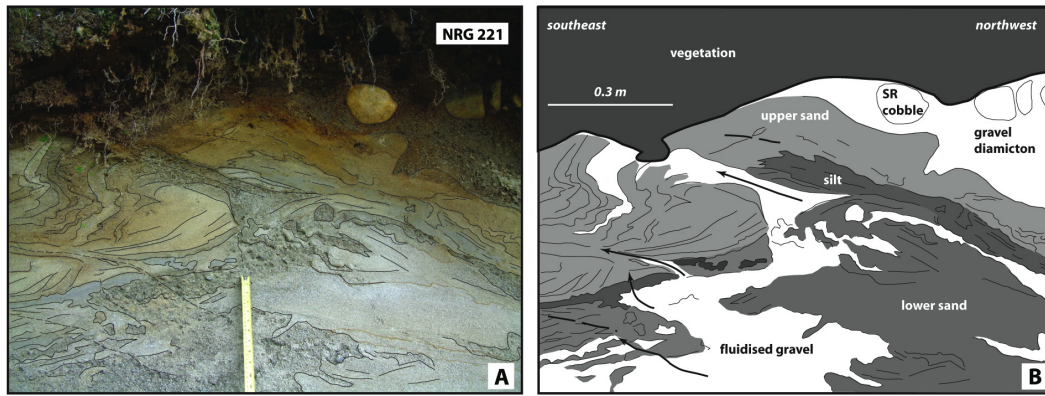 NRG 221
A
southeast
northwest
vegetation
0.3 m
SR
cobble
upper sand
gravel
diamicton
silt
lower sand
fluidised gravel
B